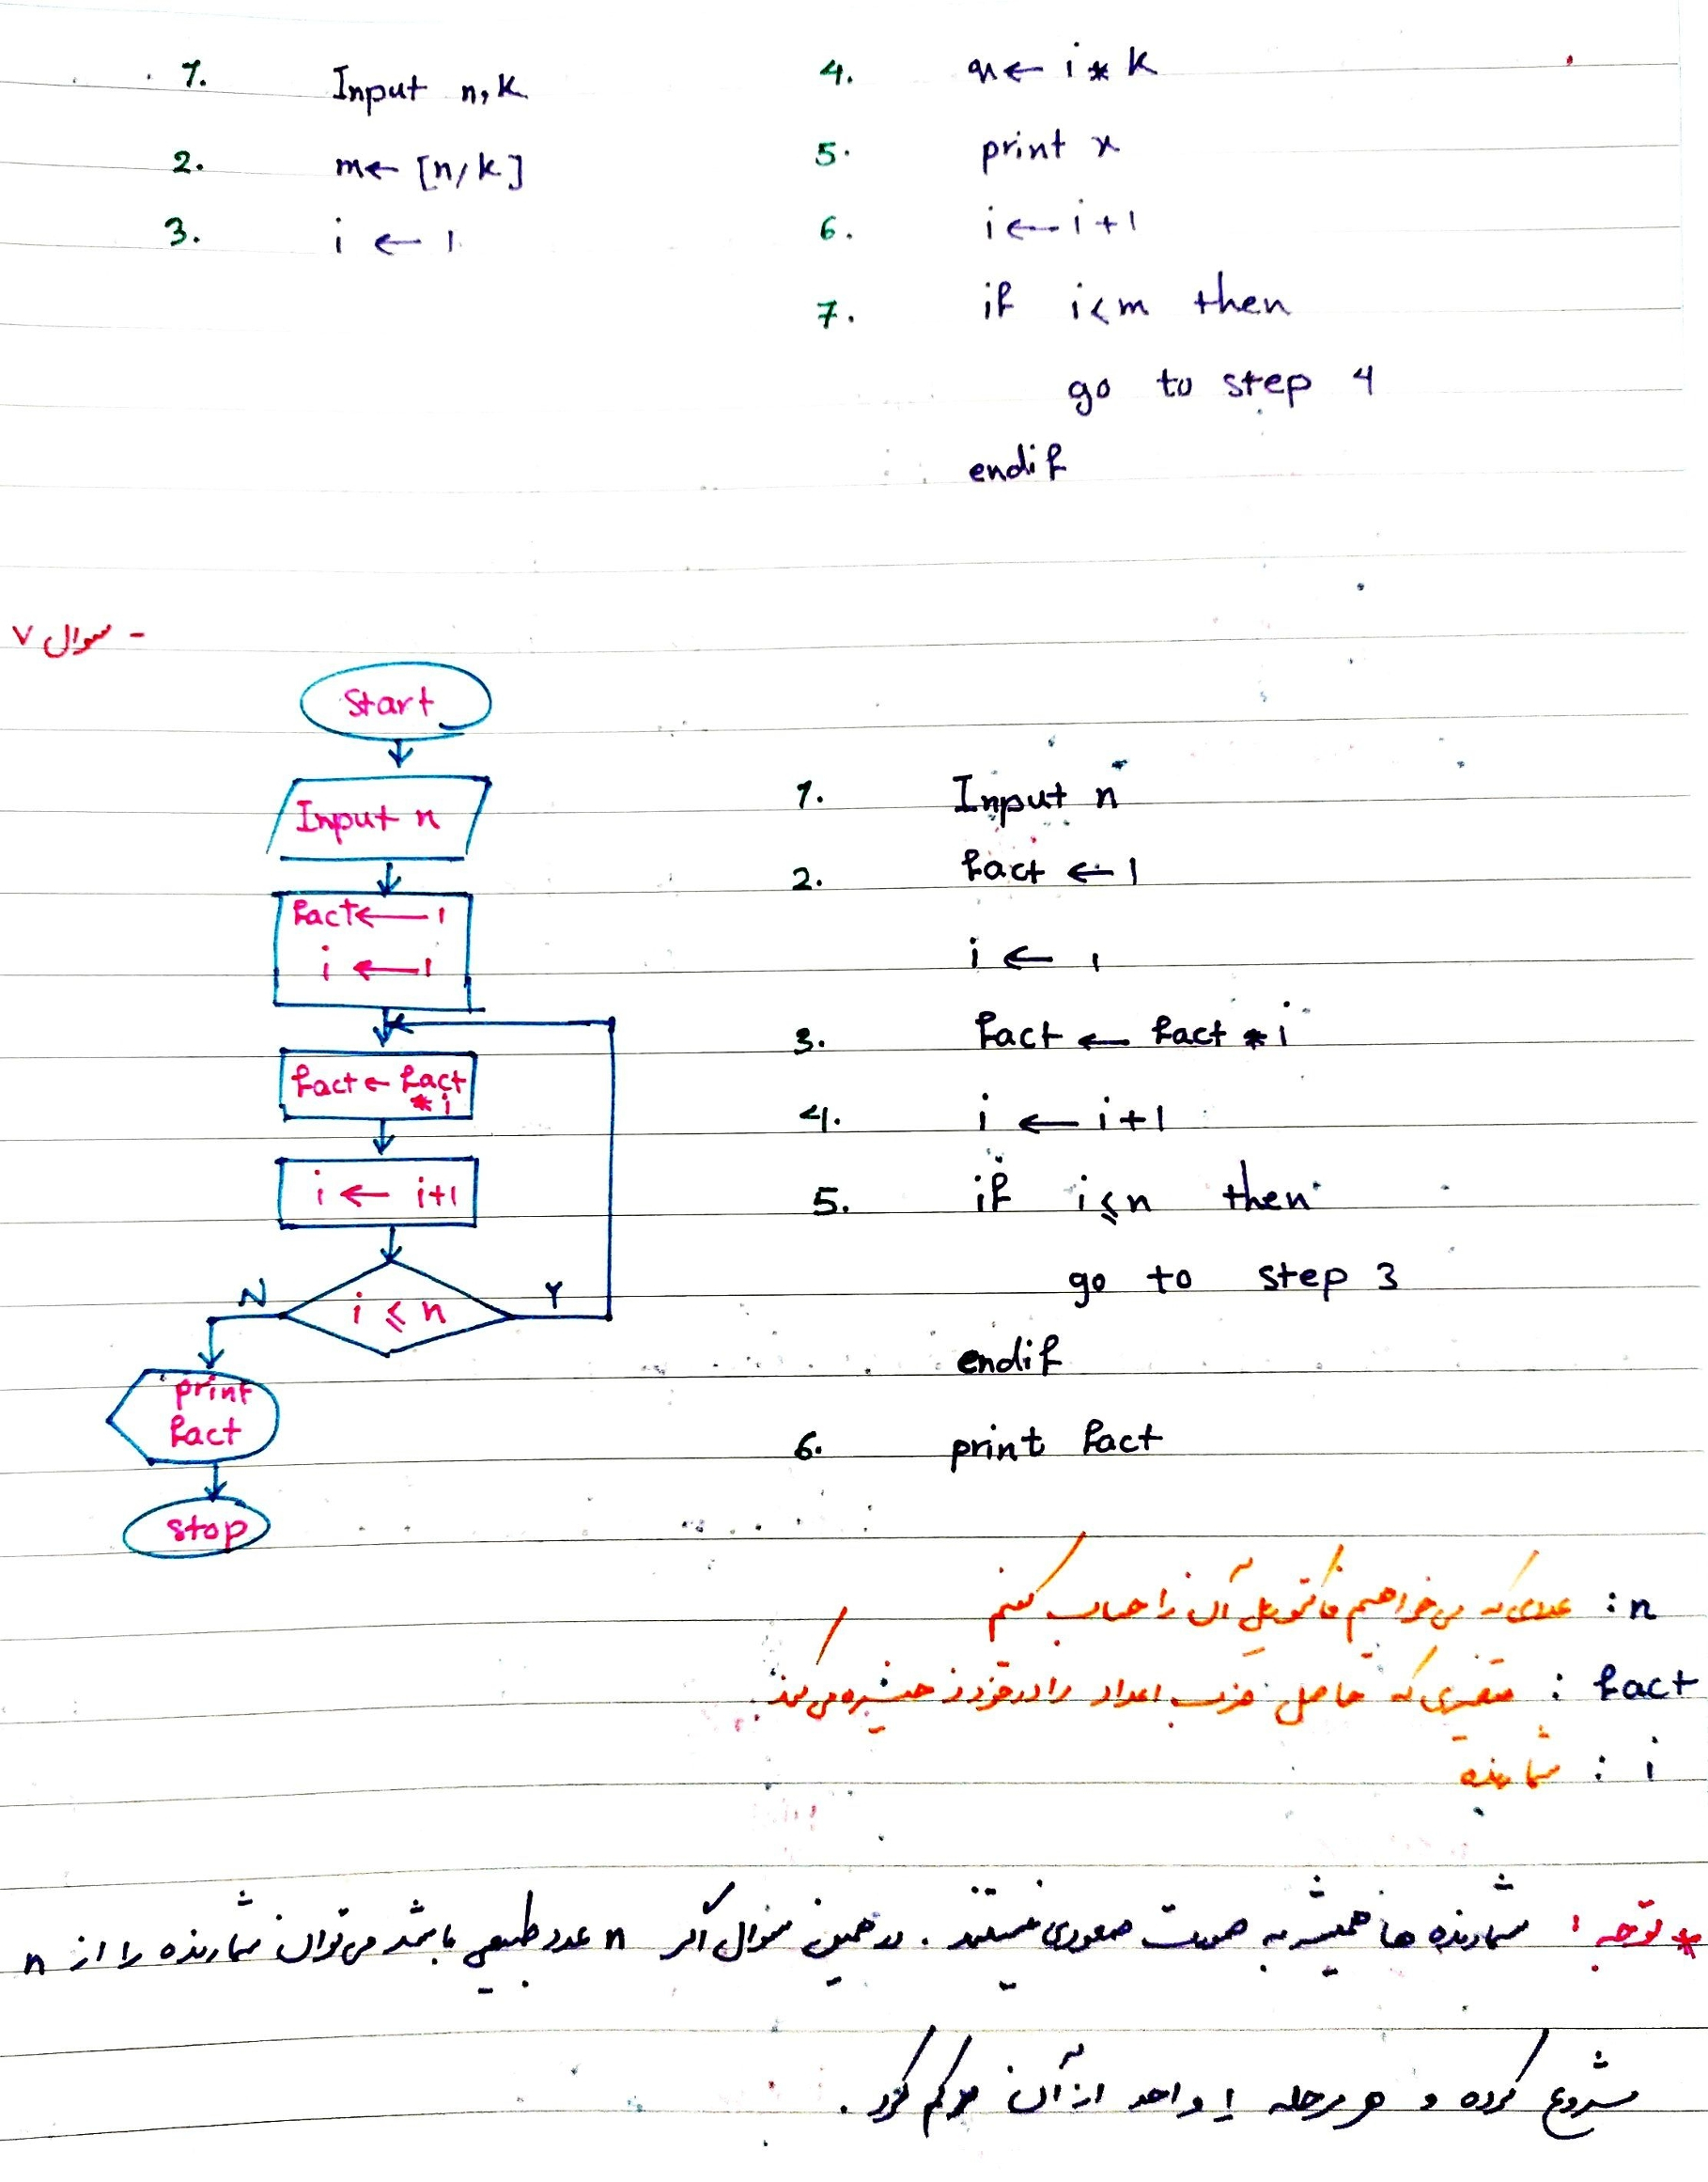 1. Input n, k
2. m ← [n/k]
3. i ← 1
4. x ← i * k
5. print x
6. i ← i+1
7. if i<m then
go to step 4
endif
- سوال ۷
Start
Input n
fact ← 1
i ← 1
fact ← fact
* i
i ← i+1
i ⩽ n
N
Y
print
fact
stop
1. Input n
2. fact ← 1
i ← 1
3. fact ← fact * i
4. i ← i+1
5. if i⩽n then
go to step 3
endif
6. print fact
n : عددی که می خواهیم فاکتوریل آن را حساب کنیم
fact : متغیری که حاصل ضرب اعداد را در خود ذخیره می کند.
i : شمارنده
* توجه : شمارنده ها همیشه به صورت صعودی نیستند . در همین سوال اگر n عدد طبیعی باشد می توان شمارنده را از n
شروع کرده و هر مرحله ۱ واحد از آن کم کرد .